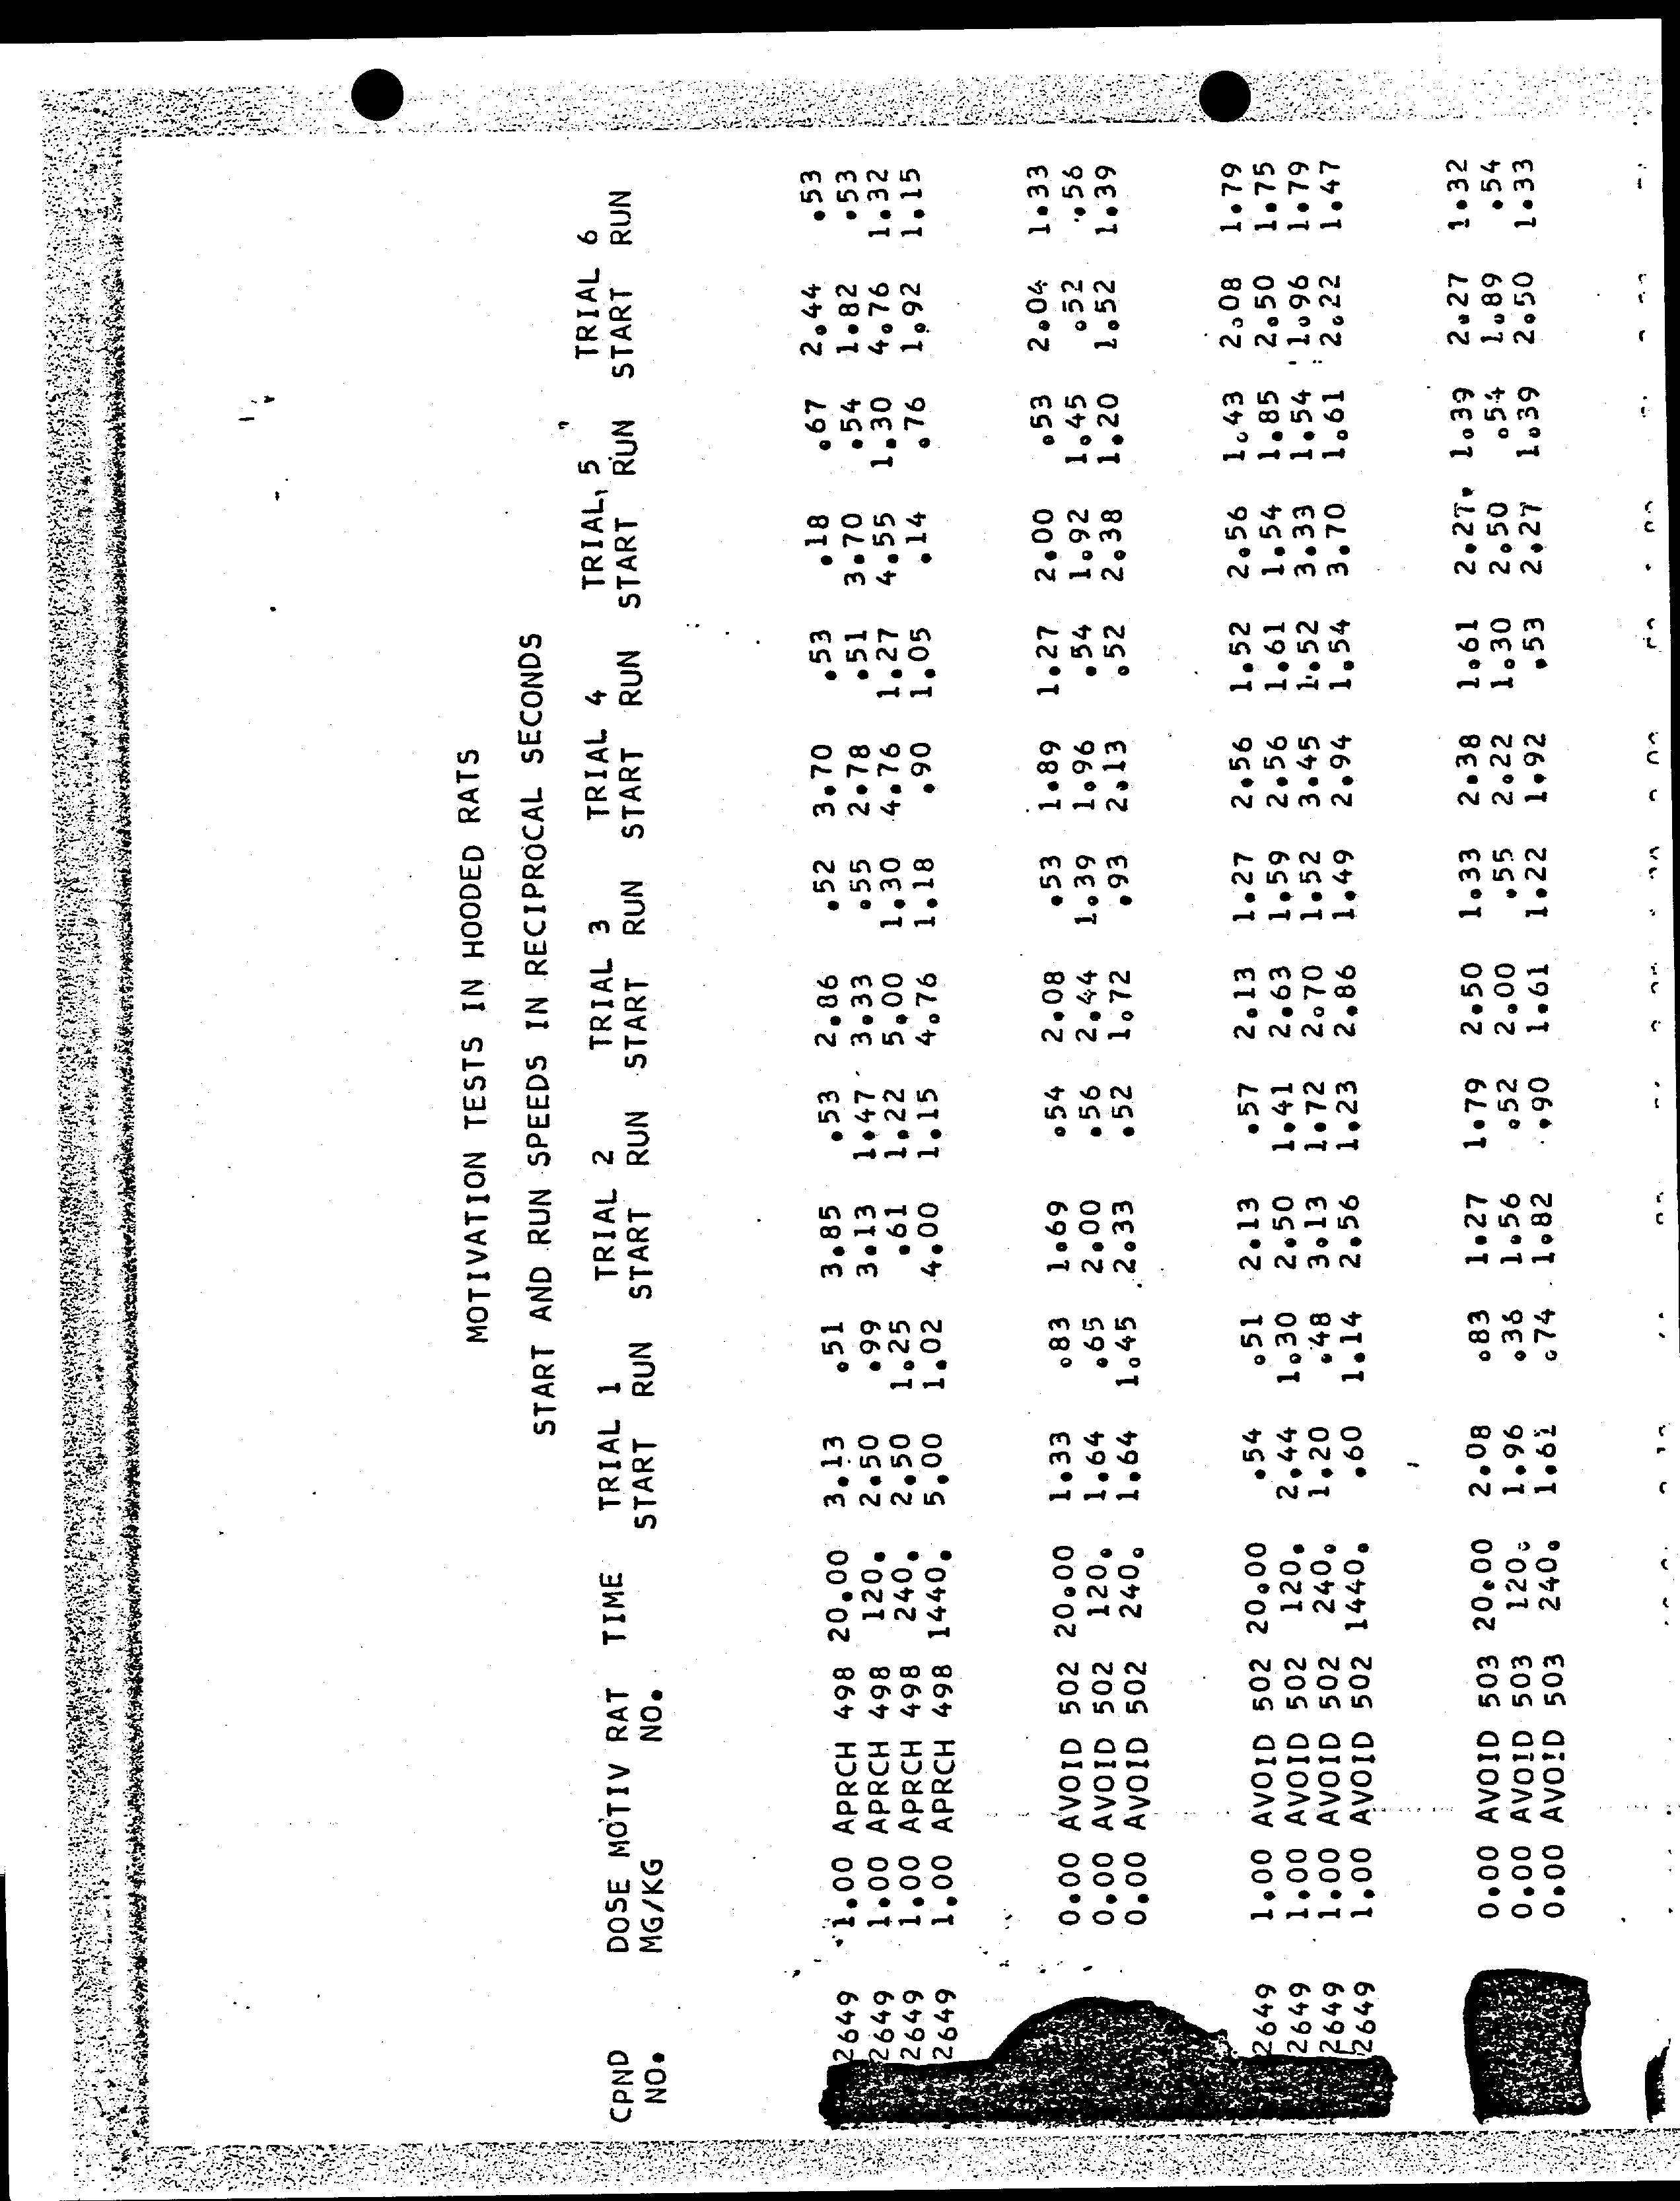 MOTIVATION TESTS IN HOODED RATS
START AND RUN SPEEDS IN RECIPROCAL SECONDS
CPND DOSE MOTIV RAT TIME TRIAL 1 TRIAL 2 TRIAL 3 TRIAL 4 TRIAL 5 TRIAL 6
NO. MG/KG NO. START RUN START RUN START RUN START RUN START RUN START RUN
2649 1.00 APRCH 498 20.00 3.13 .51 3.85 .53 2.86 .52 3.70 .53 .18 .67 2.44 .53
2649 1.00 APRCH 498 120. 2.50 .99 3.13 1.47 3.33 .55 2.78 .51 3.70 .54 1.82 .53
2649 1.00 APRCH 498 240. 2.50 1.25 .61 1.22 5.00 1.30 4.76 1.27 4.55 1.30 4.76 1.32
2649 1.00 APRCH 498 1440. 5.00 1.02 4.00 1.15 4.76 1.18 .90 1.05 .14 .76 1.92 1.15
0.00 AVOID 502 20.00 1.33 .83 1.69 .54 2.08 .53 1.89 1.27 2.00 .53 2.04 1.33
0.00 AVOID 502 120. 1.64 .65 2.00 .56 2.44 1.39 1.96 .54 1.92 1.45 .52 .56
0.00 AVOID 502 240. 1.64 1.45 2.33 .52 1.72 .93 2.13 .52 2.38 1.20 1.52 1.39
2649 1.00 AVOID 502 20.00 .54 .51 2.13 .57 2.13 1.27 2.56 1.52 2.56 1.43 2.08 1.79
2649 1.00 AVOID 502 120. 2.44 1.30 2.50 1.41 2.63 1.59 2.56 1.61 1.54 1.85 2.50 1.75
2649 1.00 AVOID 502 240. 1.20 .48 3.13 1.72 2.70 1.52 3.45 1.52 3.33 1.54 1.96 1.79
2649 1.00 AVOID 502 1440. .60 1.14 2.56 1.23 2.86 1.49 2.94 1.54 3.70 1.61 2.22 1.47
0.00 AVOID 503 20.00 2.08 .83 1.27 1.79 2.50 1.33 2.38 1.61 2.27 1.39 2.27 1.32
0.00 AVOID 503 120. 1.96 .36 1.56 .52 2.00 .55 2.22 1.30 2.50 .54 1.89 .54
0.00 AVOID 503 240. 1.61 .74 1.82 .90 1.61 1.22 1.92 .53 2.27 1.39 2.50 1.33